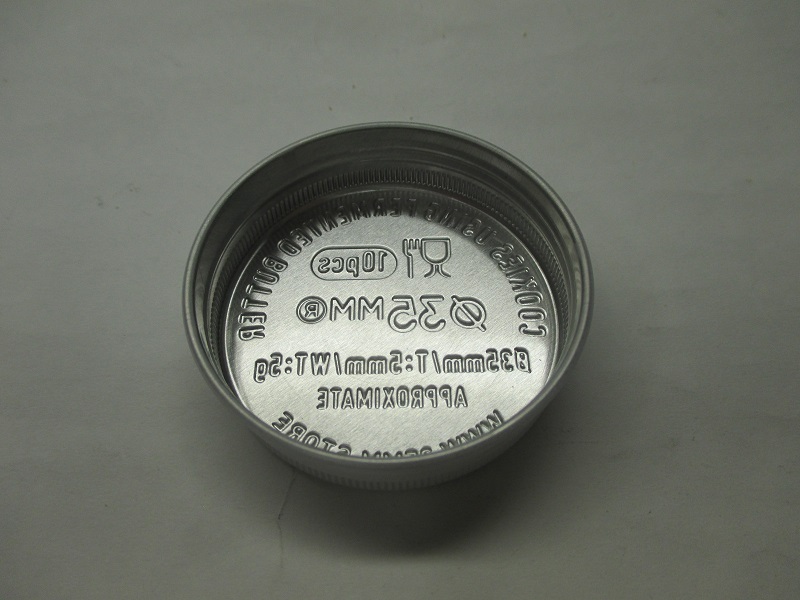 COOKIES USING FERMENTED BUTTER
10pcs
Ø35MM®
Ø35mm/T:5mm/WT:5g
APPROXIMATE
STORE